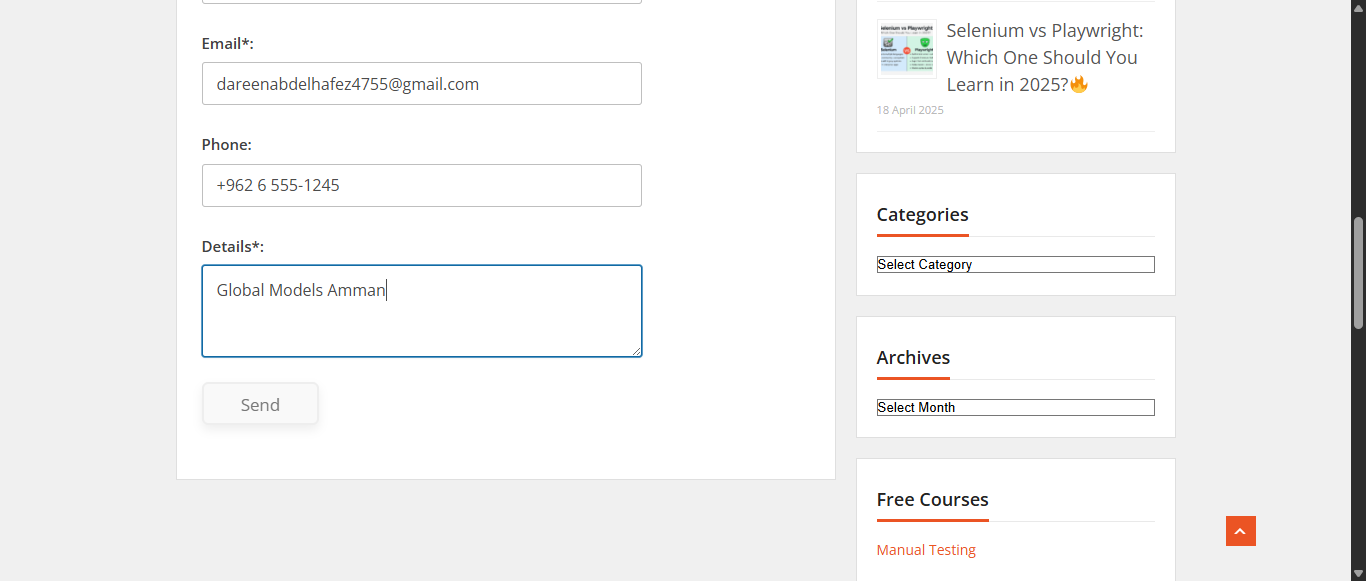 Email*:
dareenabdelhafez4755@gmail.com
Phone:
+962 6 555-1245
Details*:
Global Models Amman
Send
Selenium vs Playwright:
Which One Should You
Learn in 2025?🔥
18 April 2025
Categories
Select Category
Archives
Select Month
Free Courses
Manual Testing